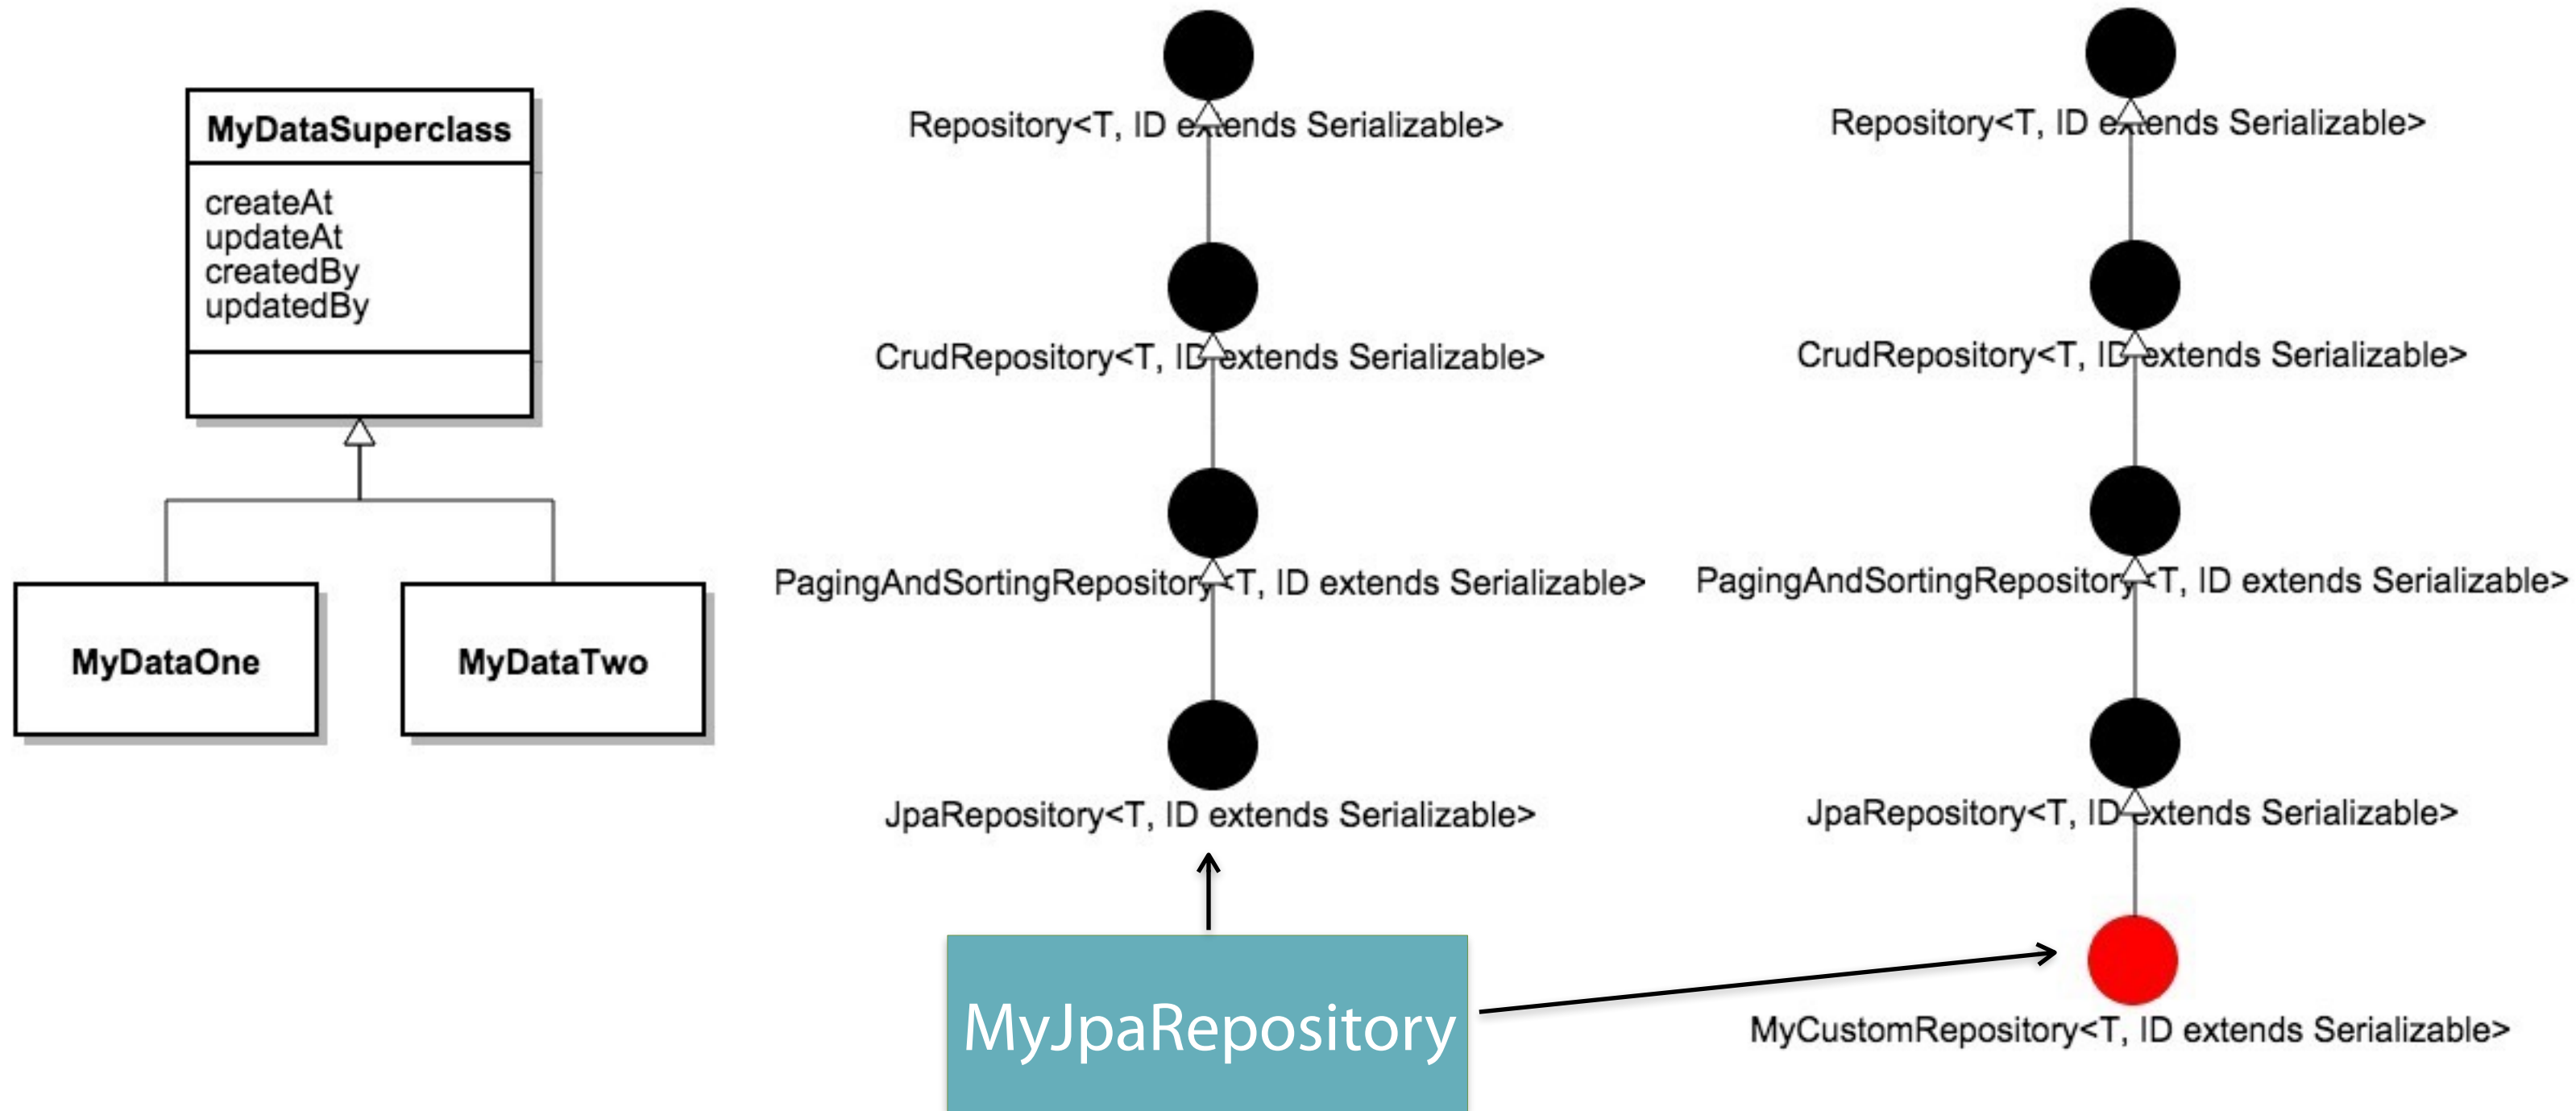 MyDataSuperclass
createAt
updateAt
createdBy
updatedBy
MyDataOne
MyDataTwo
Repository<T, ID extends Serializable>
CrudRepository<T, ID extends Serializable>
PagingAndSortingRepository<T, ID extends Serializable>
JpaRepository<T, ID extends Serializable>
MyJpaRepository
Repository<T, ID extends Serializable>
CrudRepository<T, ID extends Serializable>
PagingAndSortingRepository<T, ID extends Serializable>
JpaRepository<T, ID extends Serializable>
MyCustomRepository<T, ID extends Serializable>